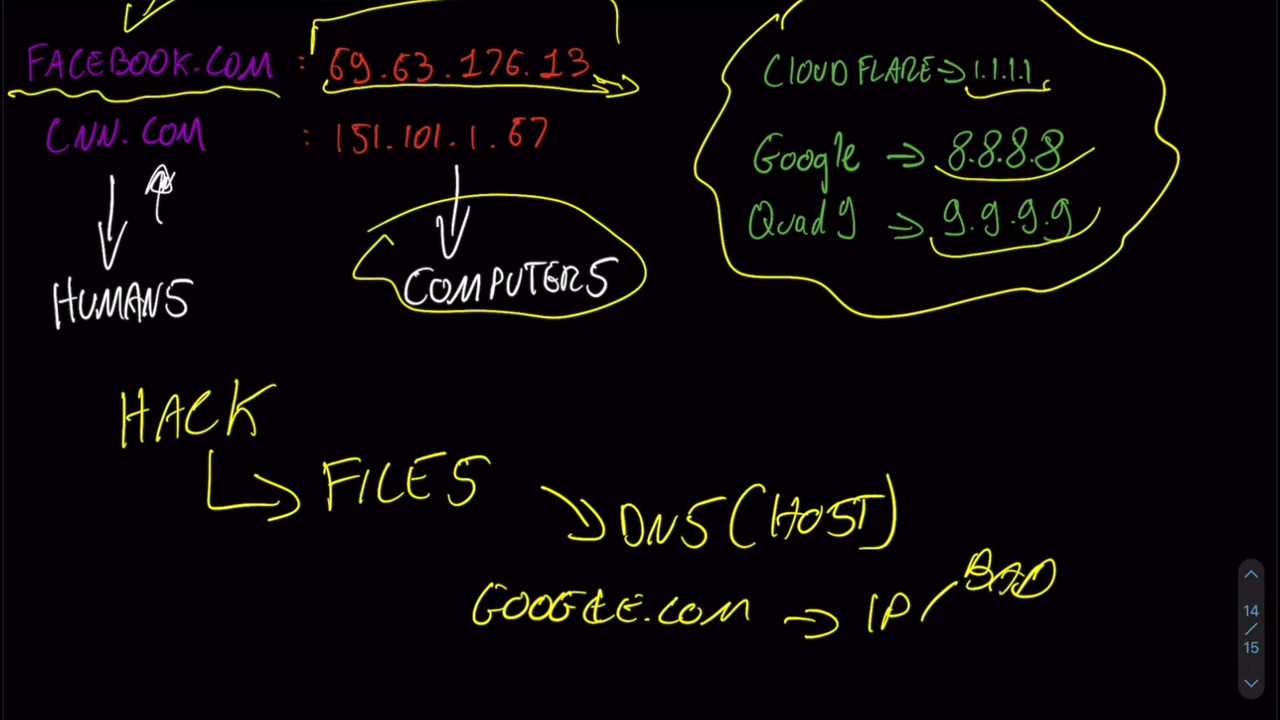 FACEBOOK.COM : 69.63.176.13
CNN.COM : 151.101.1.67
HUMANS
COMPUTERS
CLOUDFLARE → 1.1.1.1
Google → 8.8.8.8
Quad9 → 9.9.9.9
HACK
FILES
DNS (HOST)
GOOGLE.COM → IP / BAD
14
/
15